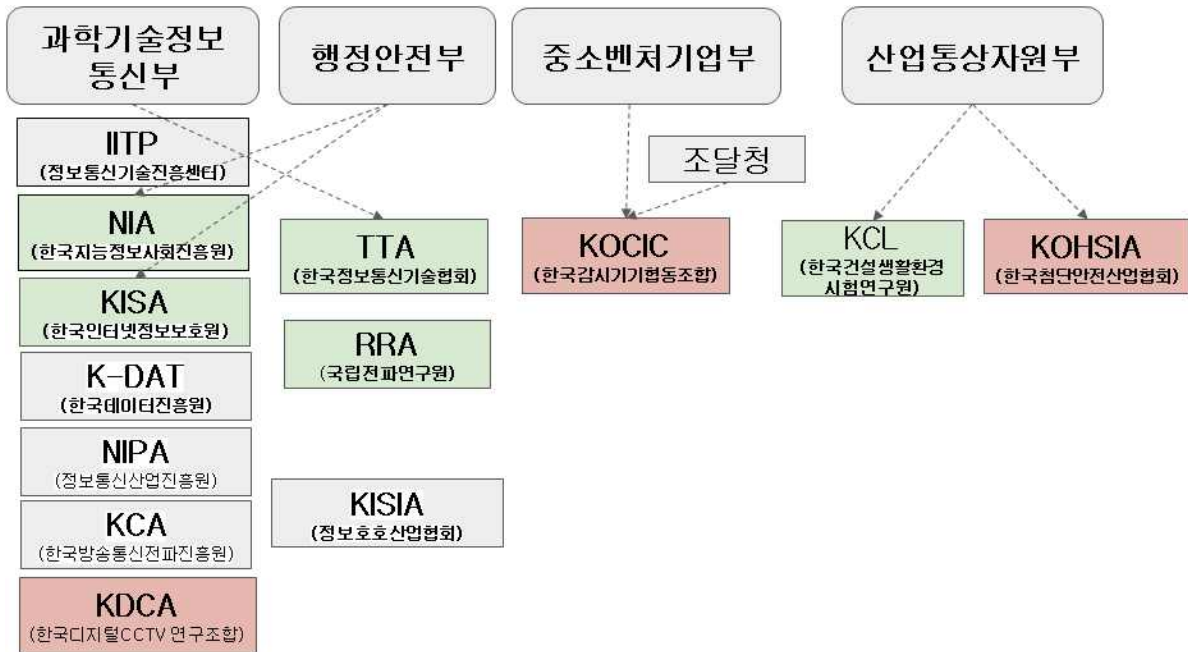 과학기술정보
통신부
행정안전부
중소벤처기업부
산업통상자원부
IITP
(정보통신기술진흥센터)
조달청
NIA
(한국지능정보사회진흥원)
TTA
(한국정보통신기술협회)
KOCIC
(한국감시기기협동조합)
KCL
(한국건설생활환경
시험연구원)
KOHSIA
(한국첨단안전산업협회)
KISA
(한국인터넷정보보호원)
RRA
(국립전파연구원)
K-DAT
(한국테이터진흥원)
NIPA
(정보통신산업진흥원)
KISIA
(정보호호산업협회)
KCA
(한국방송통신전파진흥원)
KDCA
(한국디지털CCTV 연구조합)